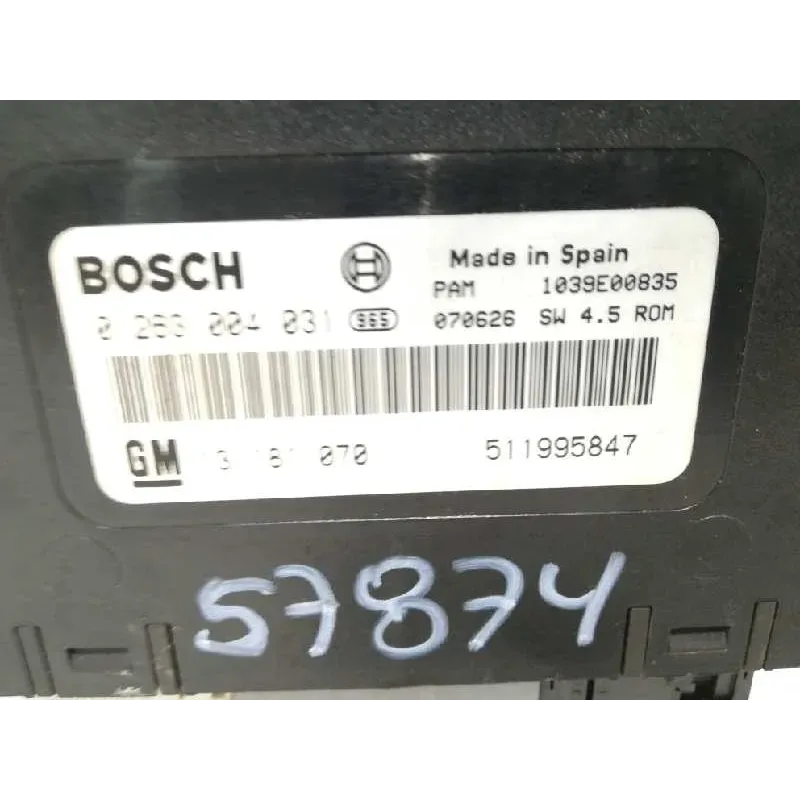 BOSCH
Made in Spain
PAM 1039E00835
0 263 004 031 965
070626 SW 4.5 ROM
GM 13 181 070
511995847
57874